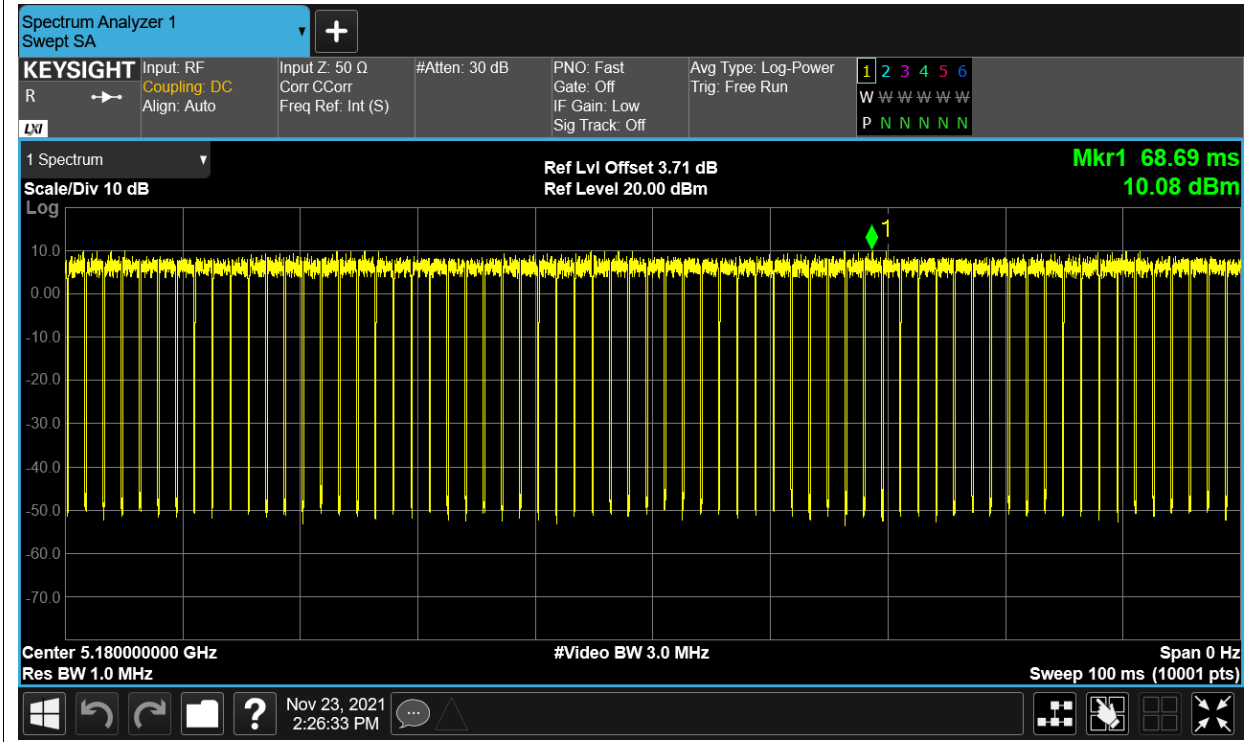 Spectrum Analyzer 1
Swept SA
KEYSIGHT
R
LXI
Input: RF
Coupling: DC
Align: Auto
Input Z: 50 Ω
Corr CCorr
Freq Ref: Int (S)
#Atten: 30 dB
PNO: Fast
Gate: Off
IF Gain: Low
Sig Track: Off
Avg Type: Log-Power
Trig: Free Run
1 2 3 4 5 6
W W W W W W
P N N N N N
1 Spectrum
Scale/Div 10 dB
Ref Lvl Offset 3.71 dB
Ref Level 20.00 dBm
Mkr1 68.69 ms
10.08 dBm
Log
1
10.0
0.00
-10.0
-20.0
-30.0
-40.0
-50.0
-60.0
-70.0
Center 5.180000000 GHz
Res BW 1.0 MHz
#Video BW 3.0 MHz
Span 0 Hz
Sweep 100 ms (10001 pts)
?
Nov 23, 2021
2:26:33 PM